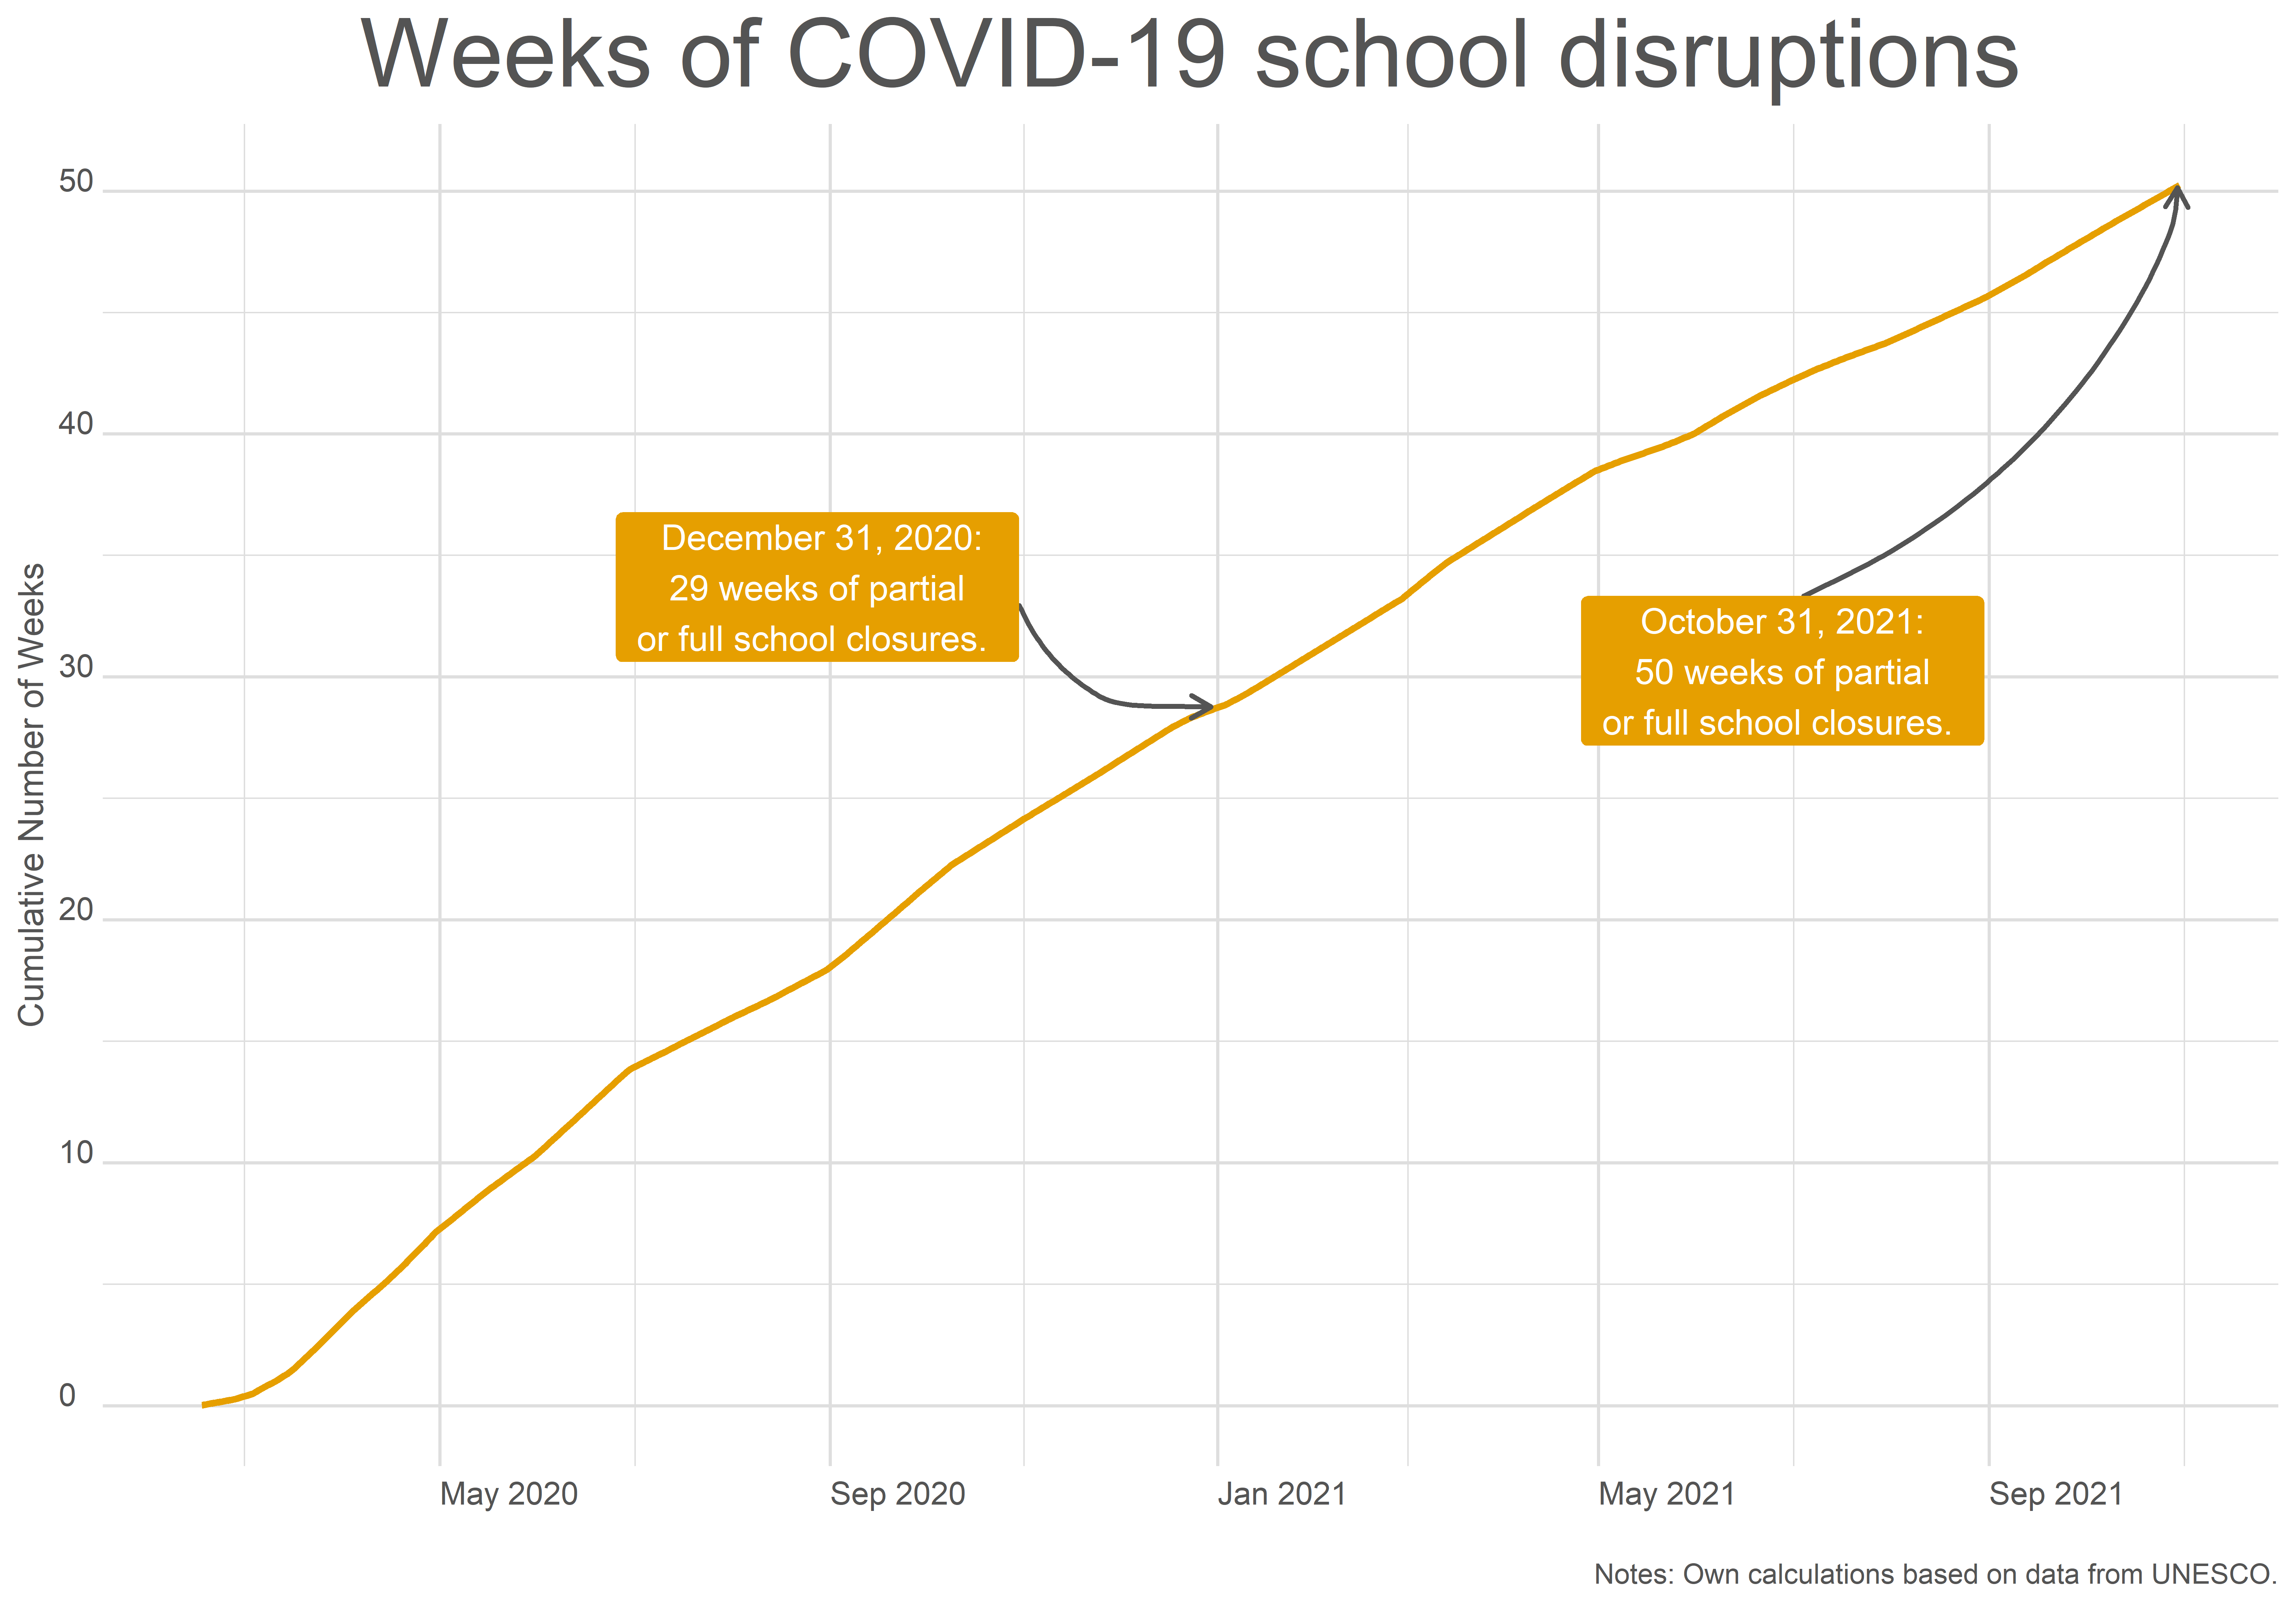 Weeks of COVID-19 school disruptions
Cumulative Number of Weeks
50
40
30
20
10
0
December 31, 2020:
29 weeks of partial
or full school closures.
October 31, 2021:
50 weeks of partial
or full school closures.
May 2020
Sep 2020
Jan 2021
May 2021
Sep 2021
Notes: Own calculations based on data from UNESCO.